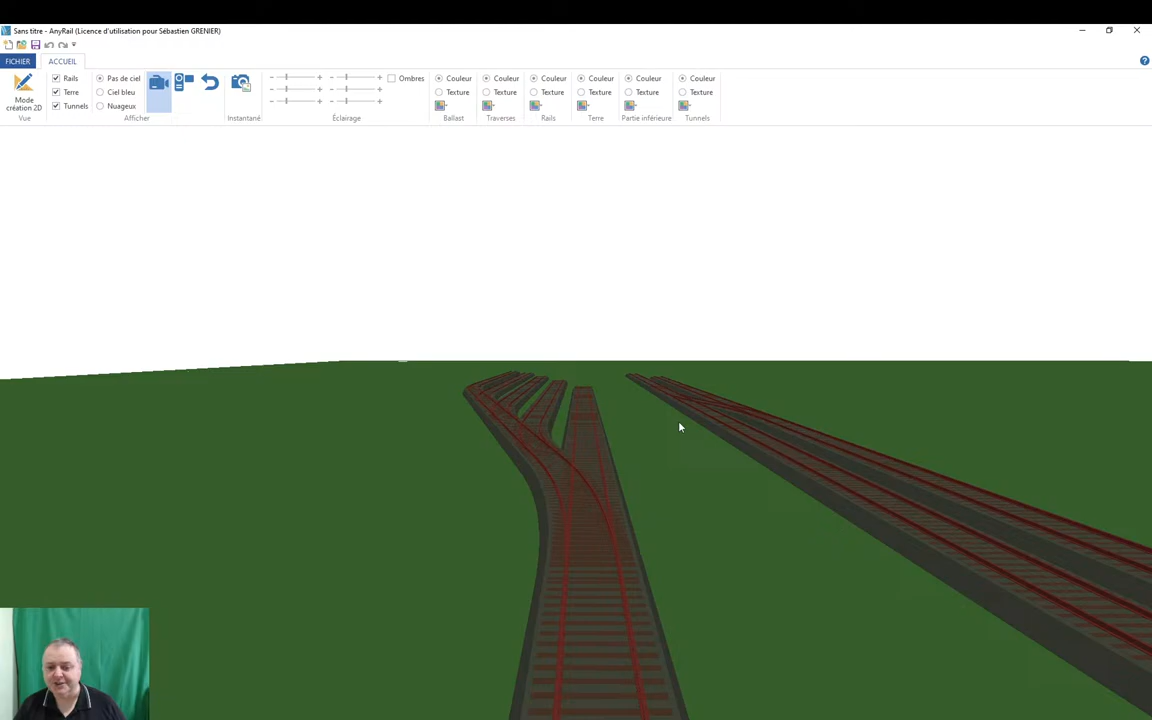 Sans titre - AnyRail (Licence d'utilisation pour Sébastien GRENIER)
FICHIER ACCUEIL
Mode création 2D
Vue
Rails
Terre
Tunnels
Pas de ciel
Ciel bleu
Nuageux
Afficher
Instantané
Ombres
Éclairage
Couleur
Texture
Ballast
Couleur
Texture
Traverses
Couleur
Texture
Rails
Couleur
Texture
Terre
Couleur
Texture
Partie inférieure
Couleur
Texture
Tunnels